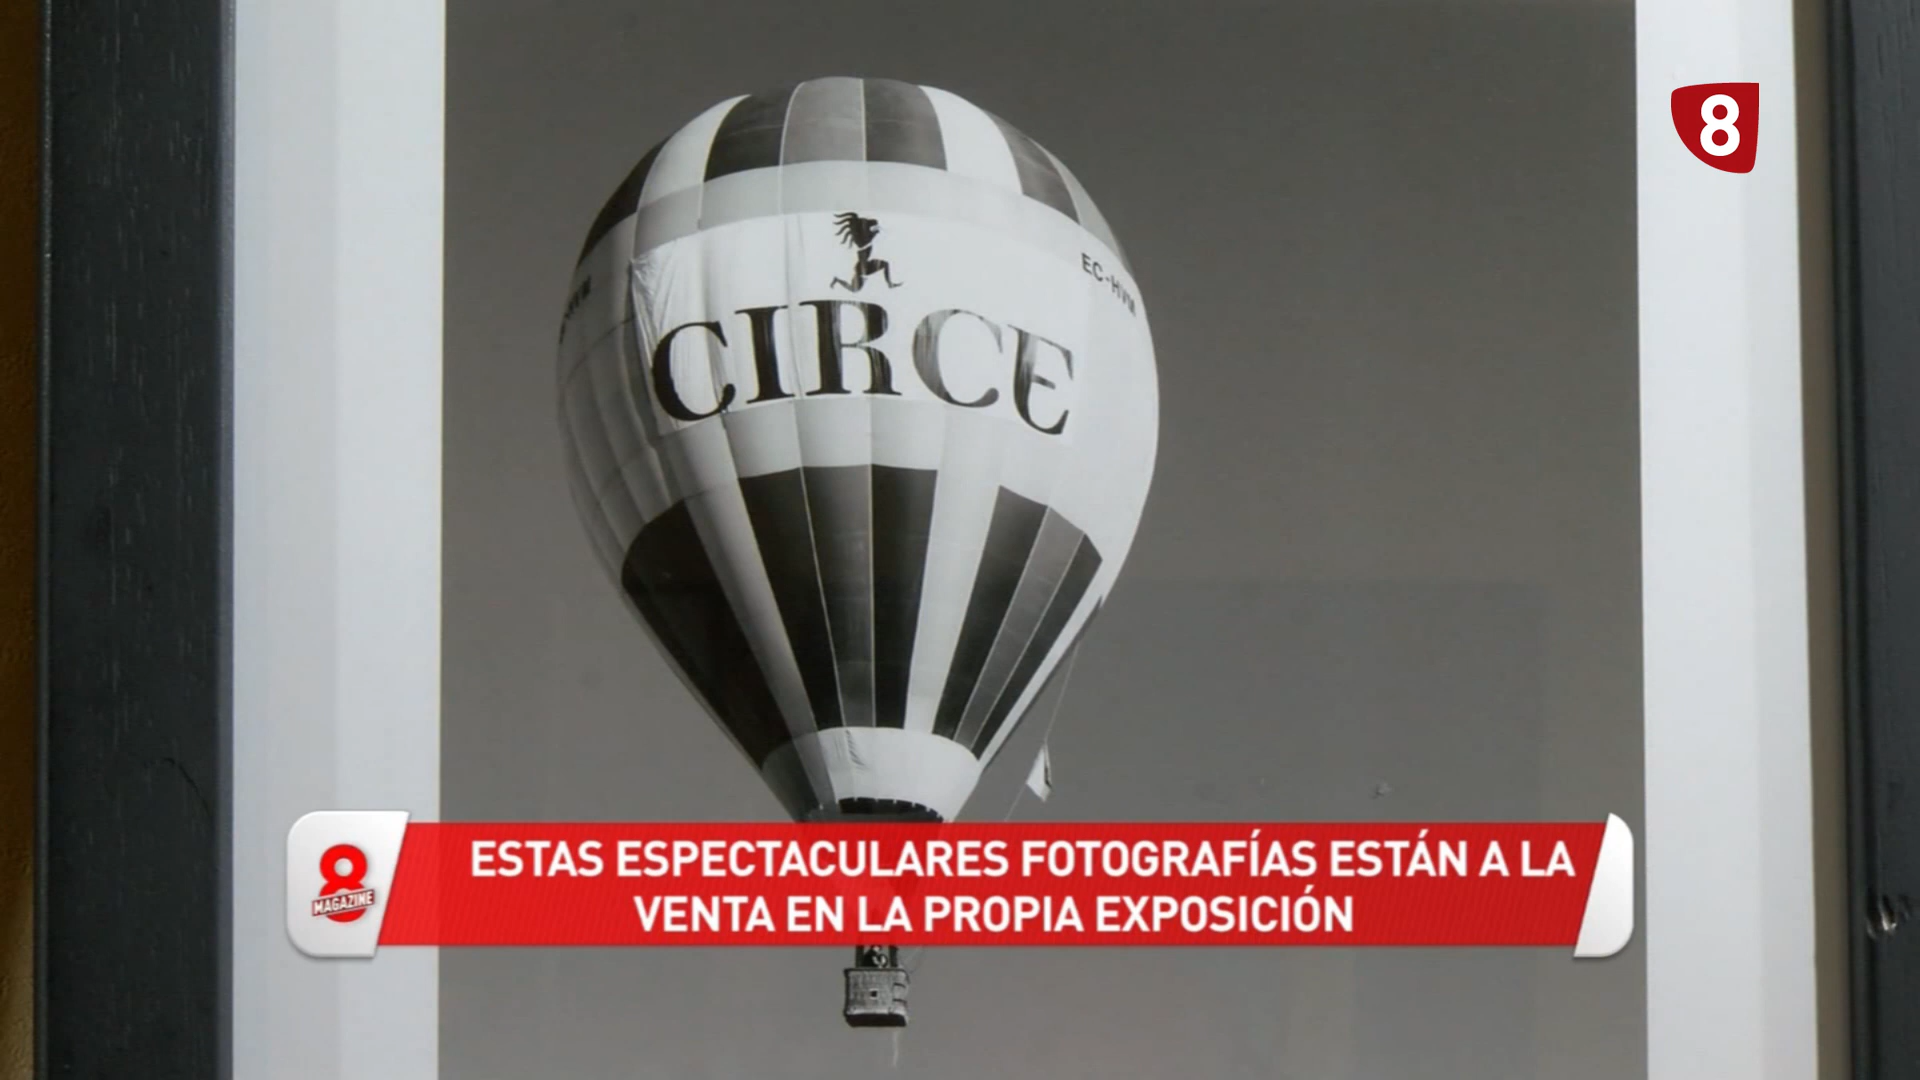 8
CIRCE
EC-HVM
8
MAGAZINE
ESTAS ESPECTACULARES FOTOGRAFÍAS ESTÁN A LA
VENTA EN LA PROPIA EXPOSICIÓN